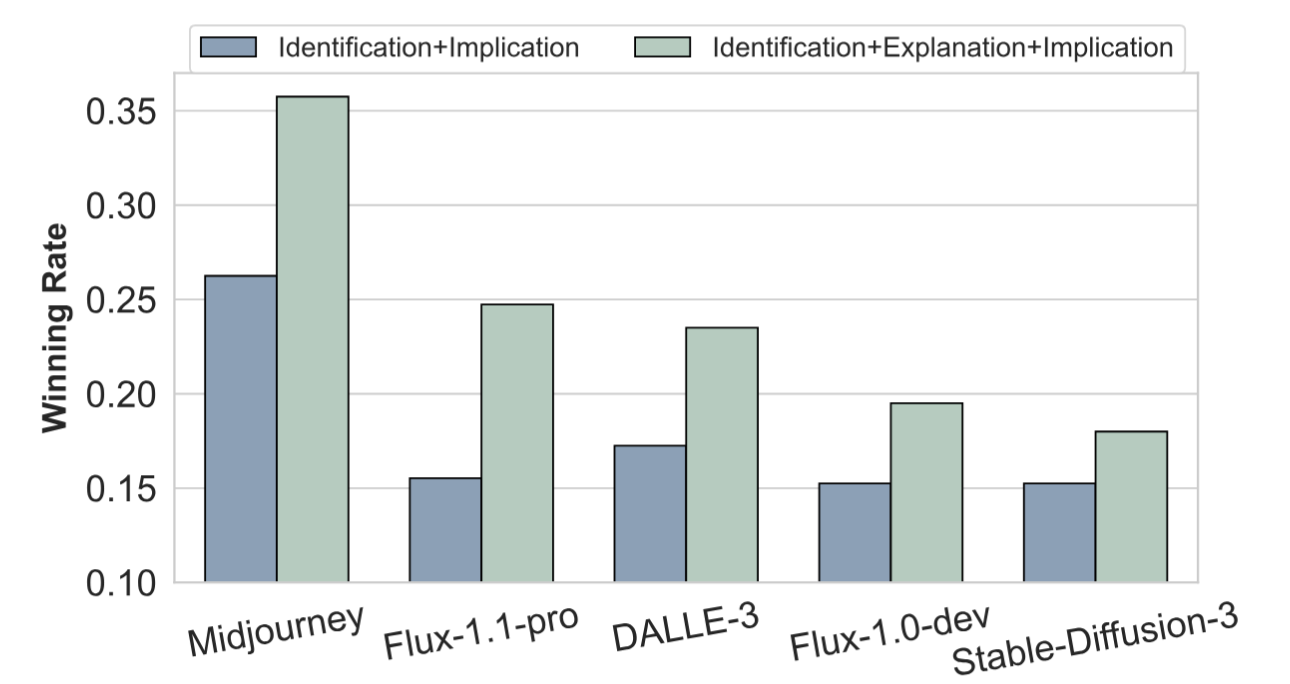 Identification+Implication
Identification+Explanation+Implication
Winning Rate
0.35
0.30
0.25
0.20
0.15
0.10
Midjourney
Flux-1.1-pro
DALLE-3
Flux-1.0-dev
Stable-Diffusion-3